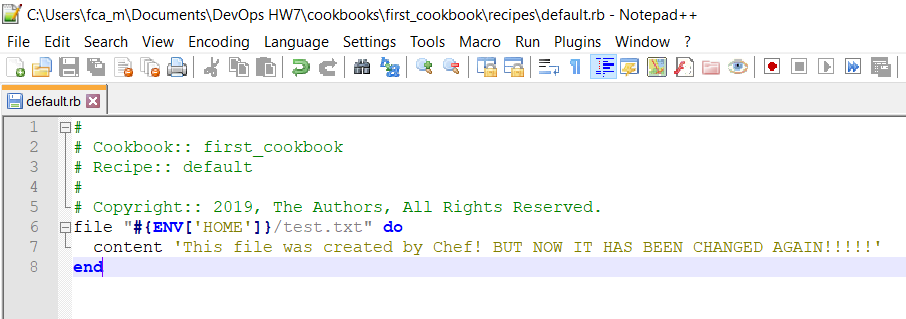 C:\Users\fca_m\Documents\DevOps HW7\cookbooks\first_cookbook\recipes\default.rb - Notepad++
File Edit Search View Encoding Language Settings Tools Macro Run Plugins Window ?
default.rb
1 #
2 # Cookbook:: first_cookbook
3 # Recipe:: default
4 #
5 # Copyright:: 2019, The Authors, All Rights Reserved.
6 file "#{ENV['HOME']}/test.txt" do
7 content 'This file was created by Chef! BUT NOW IT HAS BEEN CHANGED AGAIN!!!!!'
8 end